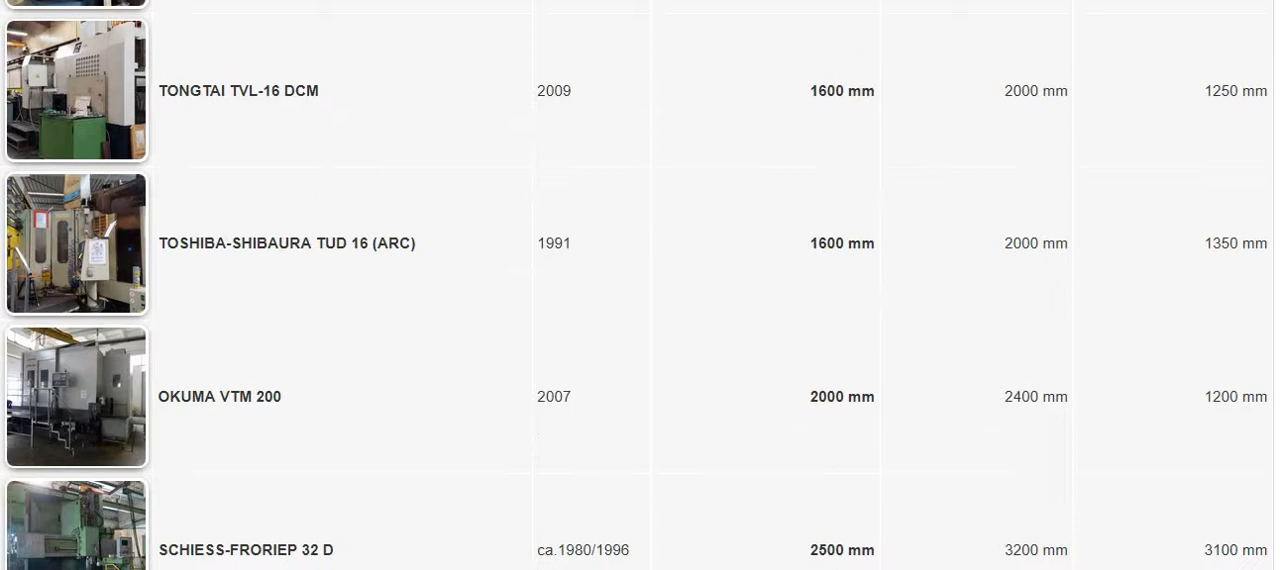 TONGTAI TVL-16 DCM 2009 1600 mm 2000 mm 1250 mm
TOSHIBA-SHIBAURA TUD 16 (ARC) 1991 1600 mm 2000 mm 1350 mm
OKUMA VTM 200 2007 2000 mm 2400 mm 1200 mm
SCHIESS-FRORIEP 32 D ca.1980/1996 2500 mm 3200 mm 3100 mm